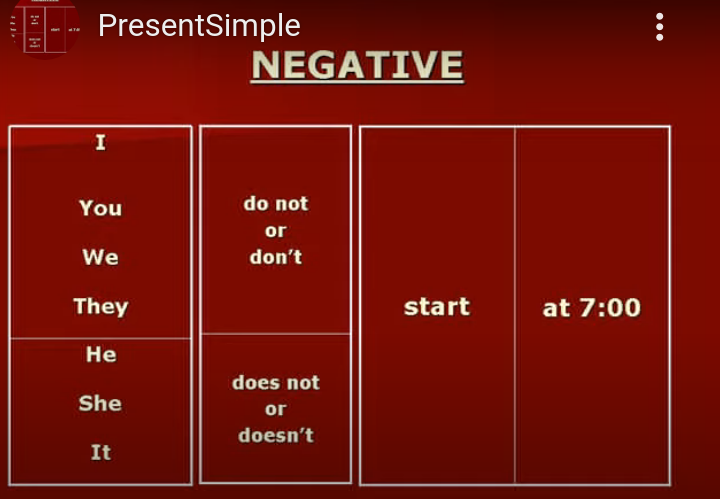 PresentSimple
NEGATIVE
I
You
We
They
He
She
It
do not
or
don't
does not
or
doesn't
start
at 7:00